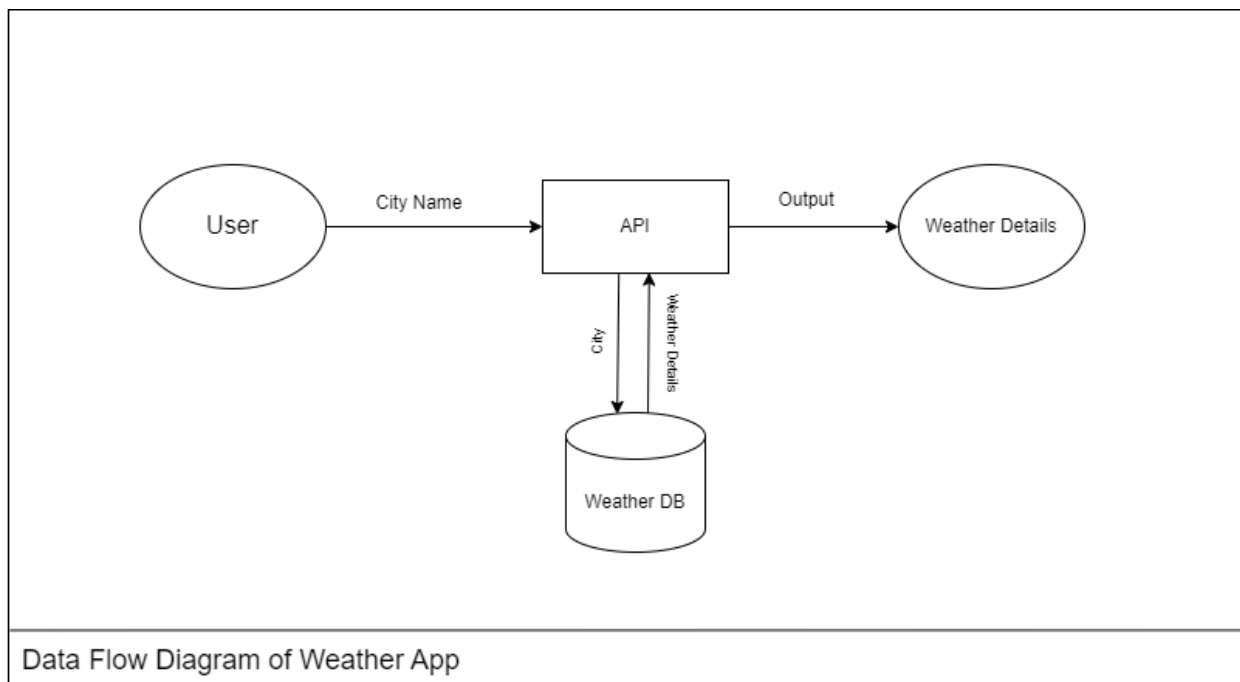 City Name
Output
User
API
Weather Details
City
Weather Details
Weather DB
Data Flow Diagram of Weather App